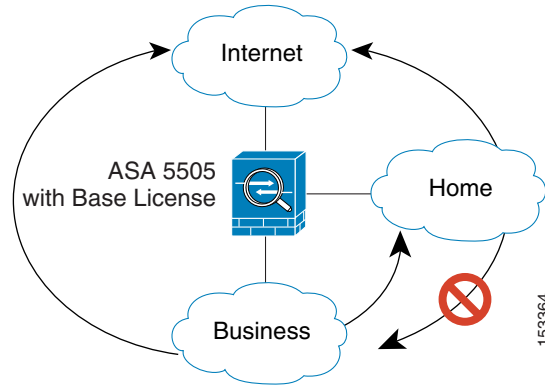 Internet
ASA 5505
with Base License
Home
Business
153364